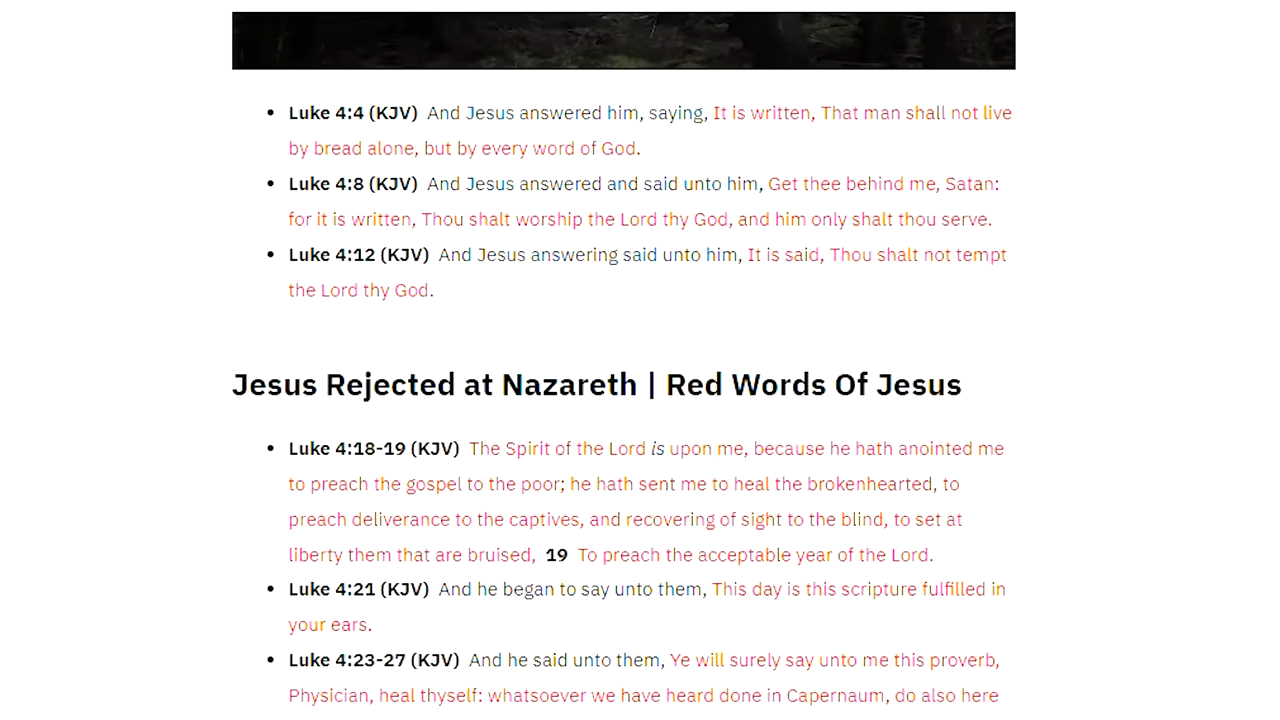 Luke 4:4 (KJV) And Jesus answered him, saying, It is written, That man shall not live
by bread alone, but by every word of God.
Luke 4:8 (KJV) And Jesus answered and said unto him, Get thee behind me, Satan:
for it is written, Thou shalt worship the Lord thy God, and him only shalt thou serve.
Luke 4:12 (KJV) And Jesus answering said unto him, It is said, Thou shalt not tempt
the Lord thy God.
Jesus Rejected at Nazareth | Red Words Of Jesus
Luke 4:18-19 (KJV) The Spirit of the Lord is upon me, because he hath anointed me
to preach the gospel to the poor; he hath sent me to heal the brokenhearted, to
preach deliverance to the captives, and recovering of sight to the blind, to set at
liberty them that are bruised, 19 To preach the acceptable year of the Lord.
Luke 4:21 (KJV) And he began to say unto them, This day is this scripture fulfilled in
your ears.
Luke 4:23-27 (KJV) And he said unto them, Ye will surely say unto me this proverb,
Physician, heal thyself: whatsoever we have heard done in Capernaum, do also here